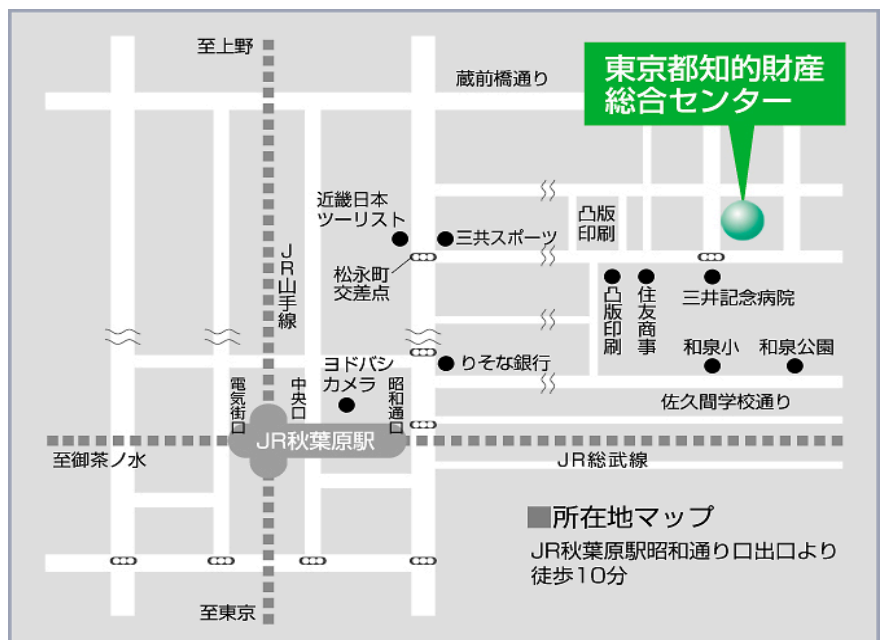 至上野
蔵前橋通り
東京都知的財産
総合センター
近畿日本
ツーリスト
三共スポーツ
凸版
印刷
JR山手線
松永町
交差点
凸版印刷
住友商事
三井記念病院
ヨドバシ
カメラ
りそな銀行
和泉小
和泉公園
電気街口
中央口
昭和通口
佐久間学校通り
JR秋葉原駅
至御茶ノ水
JR総武線
■所在地マップ
JR秋葉原駅昭和通り口出口より
徒歩10分
至東京